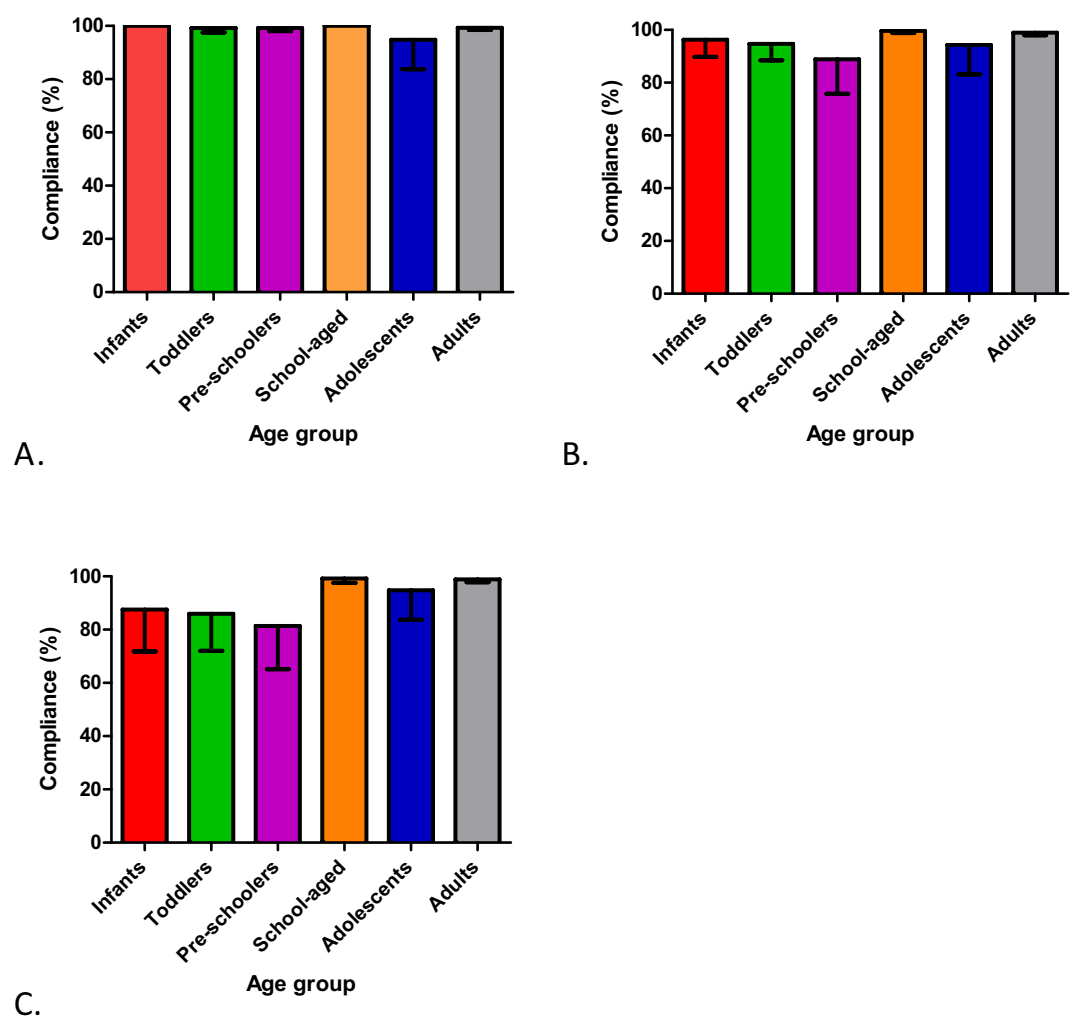 100
80
60
40
20
0
Compliance (%)
Infants
Toddlers
Pre-schoolers
School-aged
Adolescents
Adults
Age group
A.
100
80
60
40
20
0
Compliance (%)
Infants
Toddlers
Pre-schoolers
School-aged
Adolescents
Adults
Age group
B.
100
80
60
40
20
0
Compliance (%)
Infants
Toddlers
Pre-schoolers
School-aged
Adolescents
Adults
Age group
C.